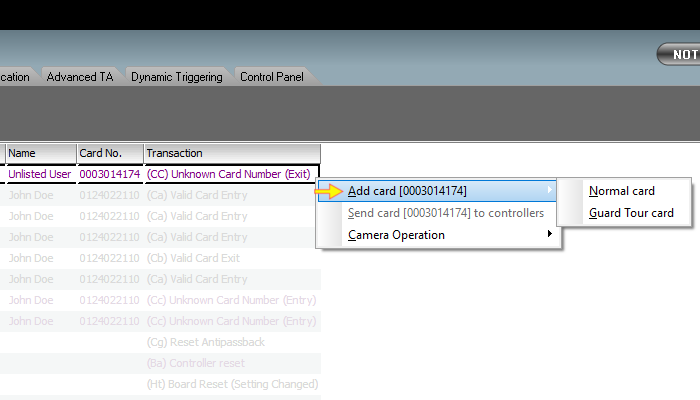 NOT
cation Advanced TA Dynamic Triggering Control Panel
Name Card No. Transaction
Unlisted User 0003014174 (CC) Unknown Card Number (Exit)
John Doe 0124022110 (Ca) Valid Card Entry
John Doe 0124022110 (Ca) Valid Card Entry
John Doe 0124022110 (Ca) Valid Card Entry
John Doe 0124022110 (Cb) Valid Card Exit
John Doe 0124022110 (Ca) Valid Card Entry
John Doe 0124022110 (Cc) Unknown Card Number (Entry)
John Doe 0124022110 (Cc) Unknown Card Number (Entry)
(Cg) Reset Antipassback
(Ba) Controller reset
(Ht) Board Reset (Setting Changed)
Add card [0003014174]
Send card [0003014174] to controllers
Camera Operation
Normal card
Guard Tour card